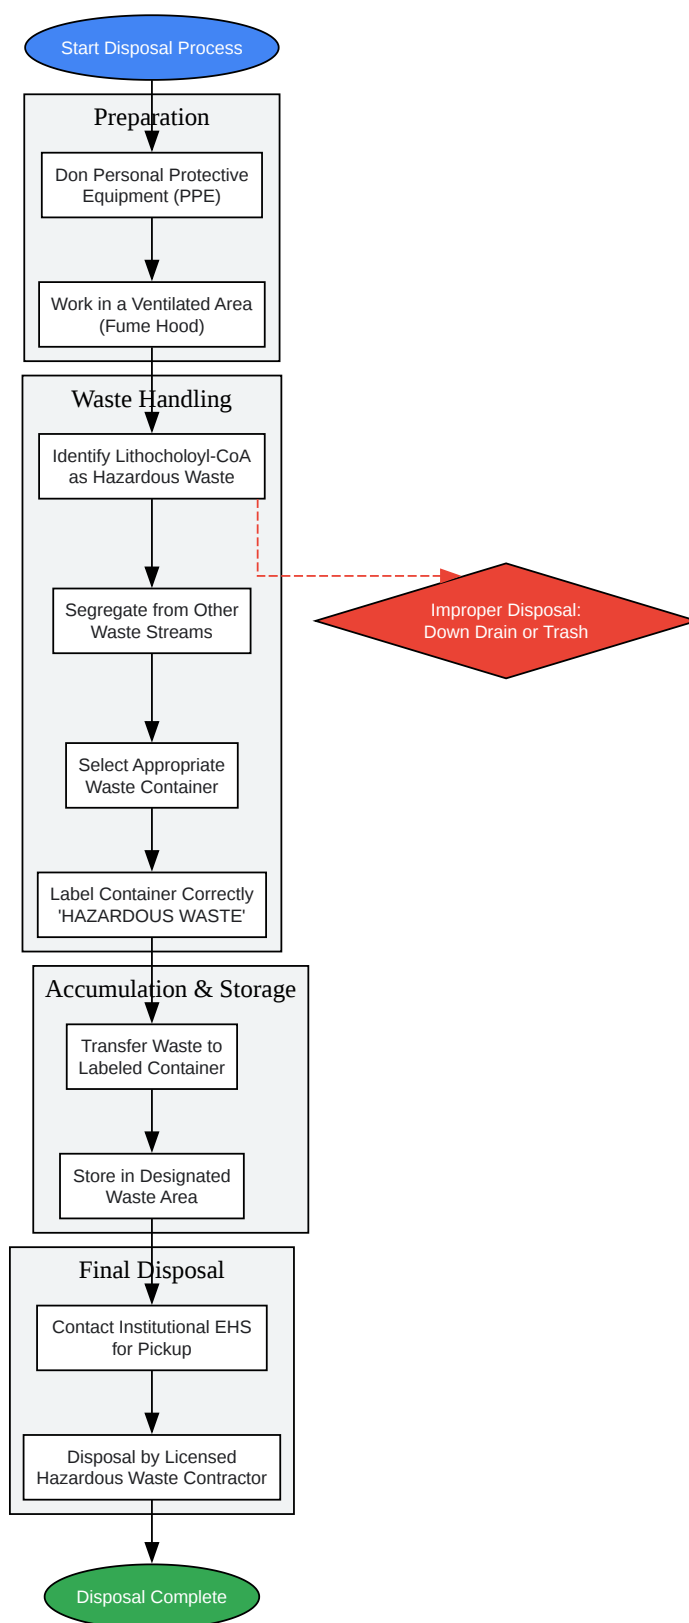 Start Disposal Process
Preparation
Don Personal Protective
Equipment (PPE)
Work in a Ventilated Area
(Fume Hood)
Waste Handling
Identify Lithocholoyl-CoA
as Hazardous Waste
Segregate from Other
Waste Streams
Improper Disposal:
Down Drain or Trash
Select Appropriate
Waste Container
Label Container Correctly
'HAZARDOUS WASTE'
Accumulation & Storage
Transfer Waste to
Labeled Container
Store in Designated
Waste Area
Final Disposal
Contact Institutional EHS
for Pickup
Disposal by Licensed
Hazardous Waste Contractor
Disposal Complete